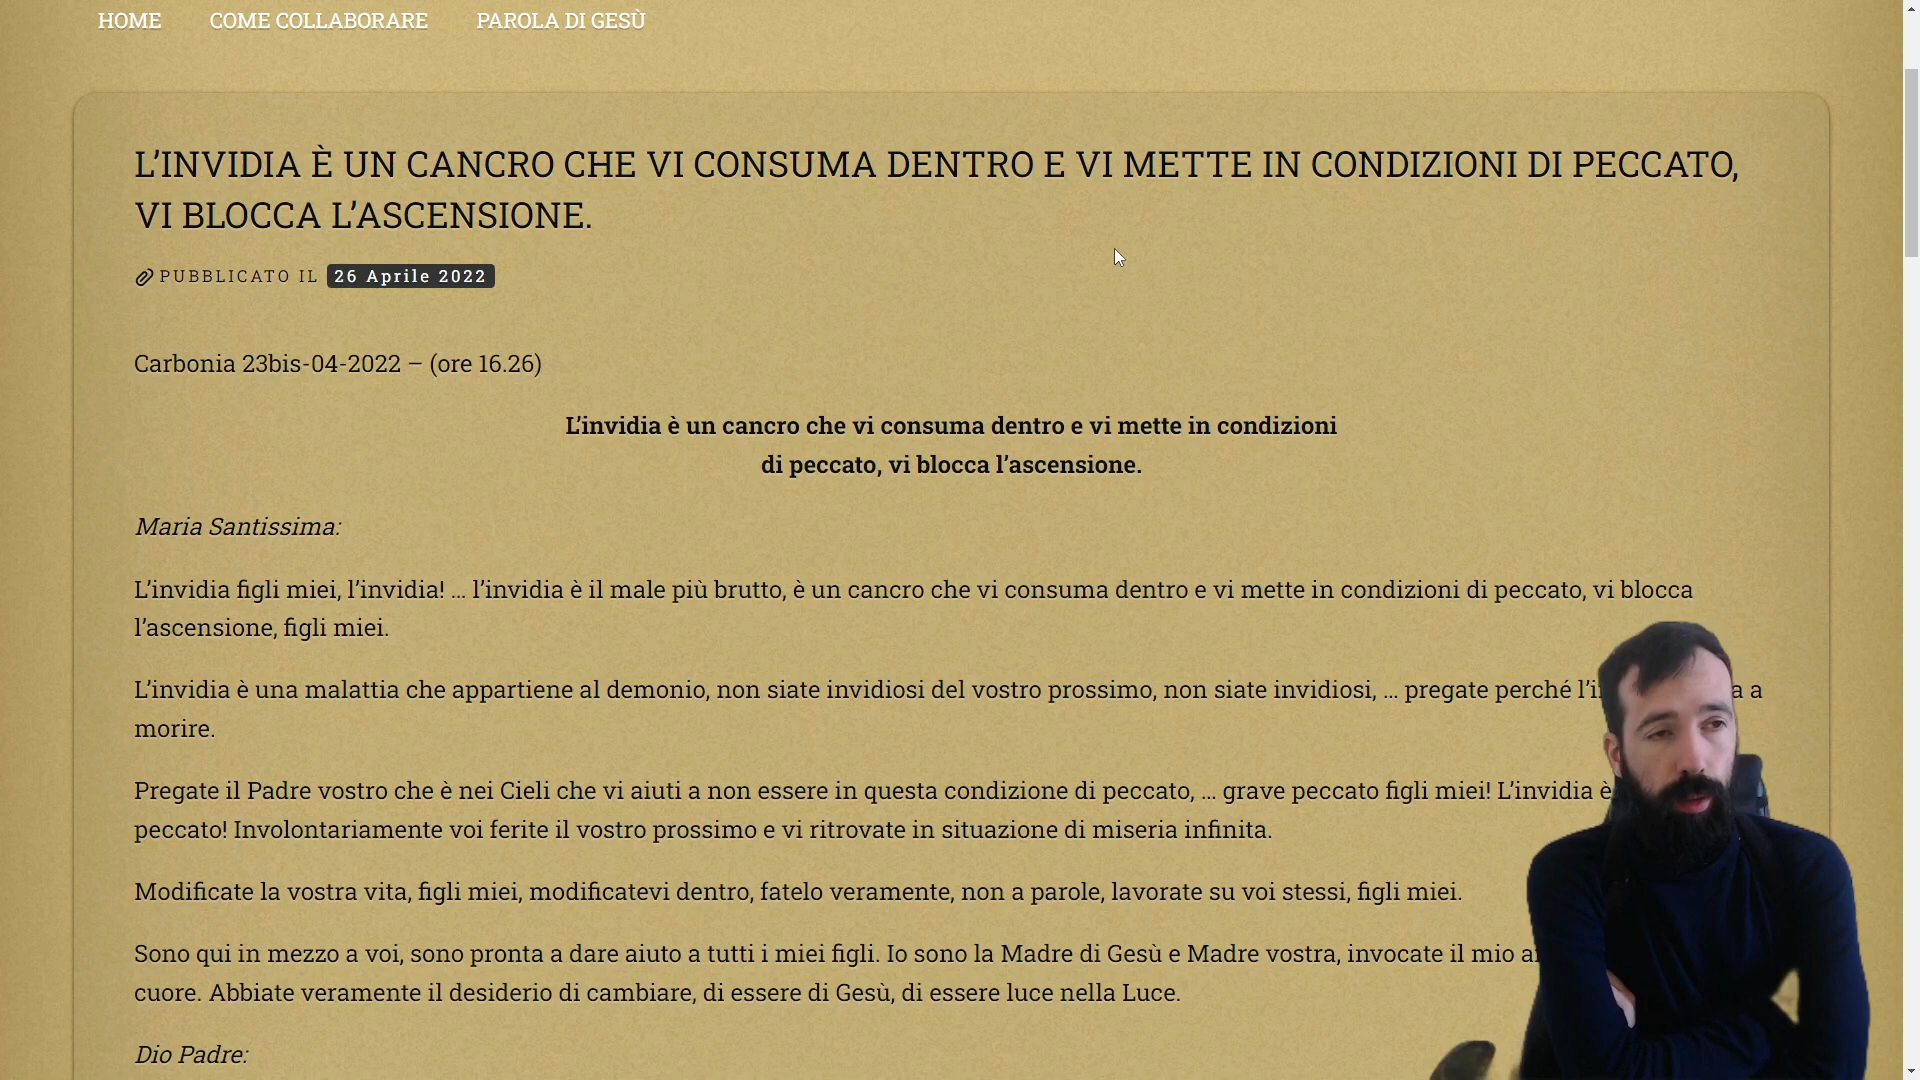 HOME COME COLLABORARE PAROLA DI GESÙ
L’INVIDIA È UN CANCRO CHE VI CONSUMA DENTRO E VI METTE IN CONDIZIONI DI PECCATO,
VI BLOCCA L’ASCENSIONE.
PUBBLICATO IL 26 Aprile 2022
Carbonia 23bis-04-2022 – (ore 16.26)
L’invidia è un cancro che vi consuma dentro e vi mette in condizioni
di peccato, vi blocca l’ascensione.
Maria Santissima:
L’invidia figli miei, l’invidia! … l’invidia è il male più brutto, è un cancro che vi consuma dentro e vi mette in condizioni di peccato, vi blocca
l’ascensione, figli miei.
L’invidia è una malattia che appartiene al demonio, non siate invidiosi del vostro prossimo, non siate invidiosi, … pregate perché a
morire.
Pregate il Padre vostro che è nei Cieli che vi aiuti a non essere in questa condizione di peccato, … grave peccato figli miei! L’invidia è
peccato! Involontariamente voi ferite il vostro prossimo e vi ritrovate in situazione di miseria infinita.
Modificate la vostra vita, figli miei, modificatevi dentro, fatelo veramente, non a parole, lavorate su voi stessi, figli miei.
Sono qui in mezzo a voi, sono pronta a dare aiuto a tutti i miei figli. Io sono la Madre di Gesù e Madre vostra, invocate il mio
cuore. Abbiate veramente il desiderio di cambiare, di essere di Gesù, di essere luce nella Luce.
Dio Padre: